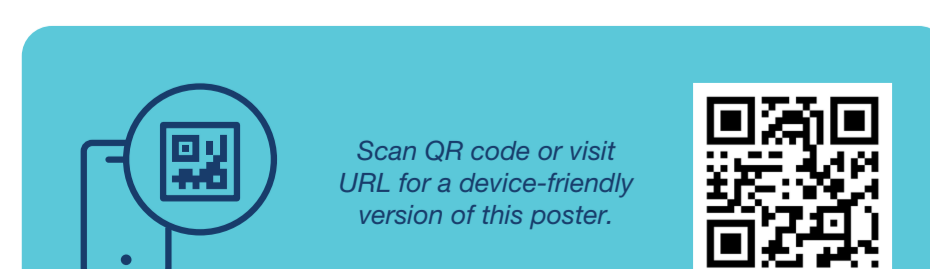 Scan QR code or visit
URL for a device-friendly
version of this poster.